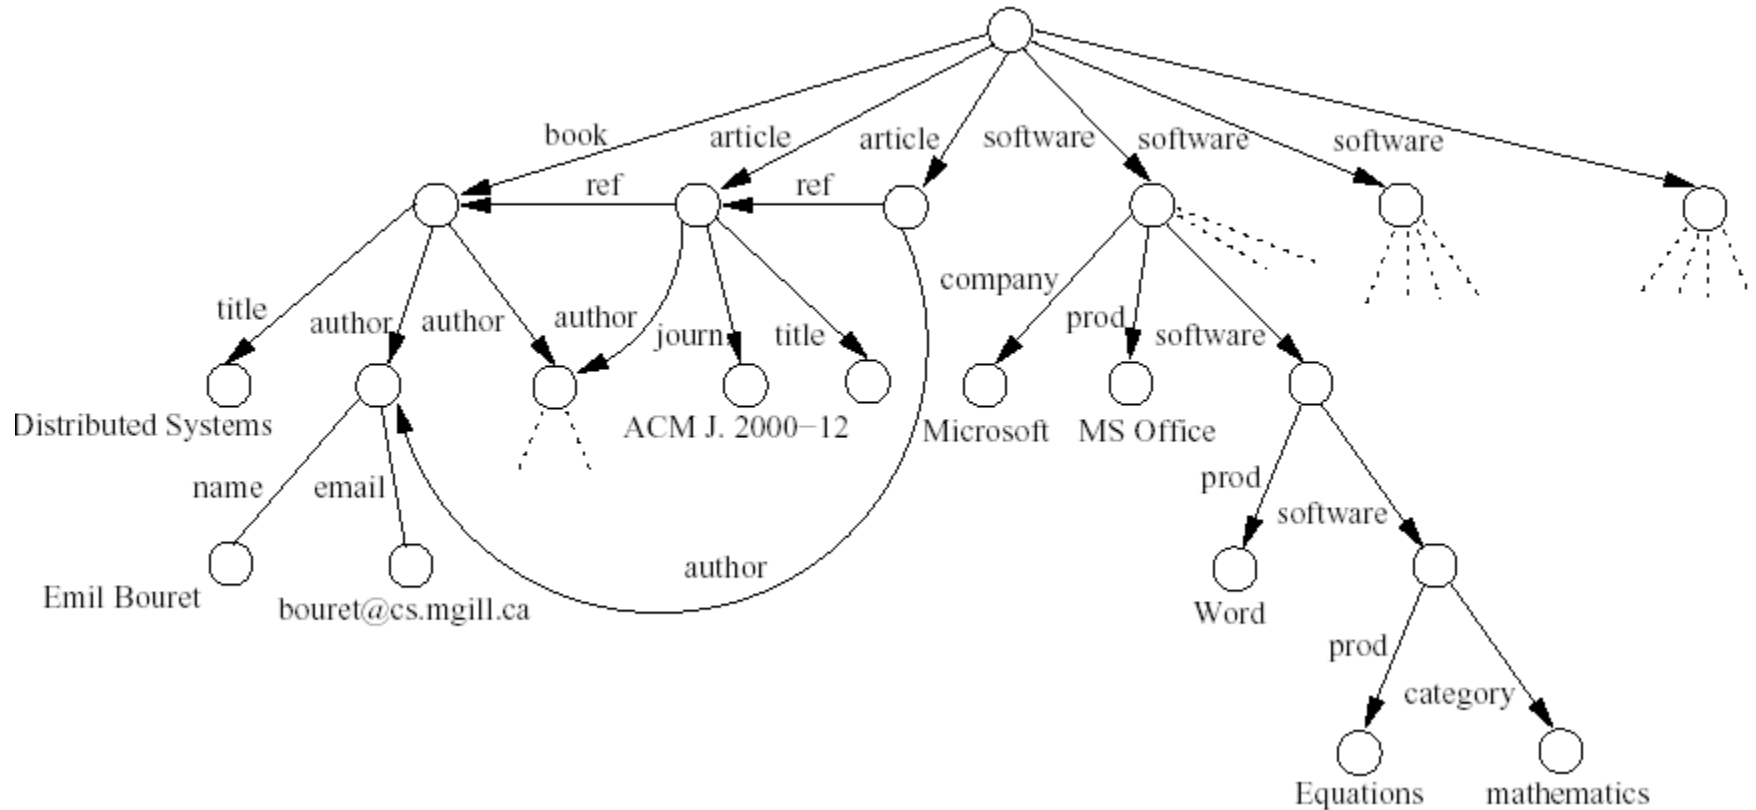 book
article
article
software
software
software
ref
ref
title
author
author
author
journ.
title
company
prod
software
Distributed Systems
ACM J. 2000−12
Microsoft
MS Office
name
email
prod
software
author
Emil Bouret
bouret@cs.mgill.ca
Word
prod
category
Equations
mathematics